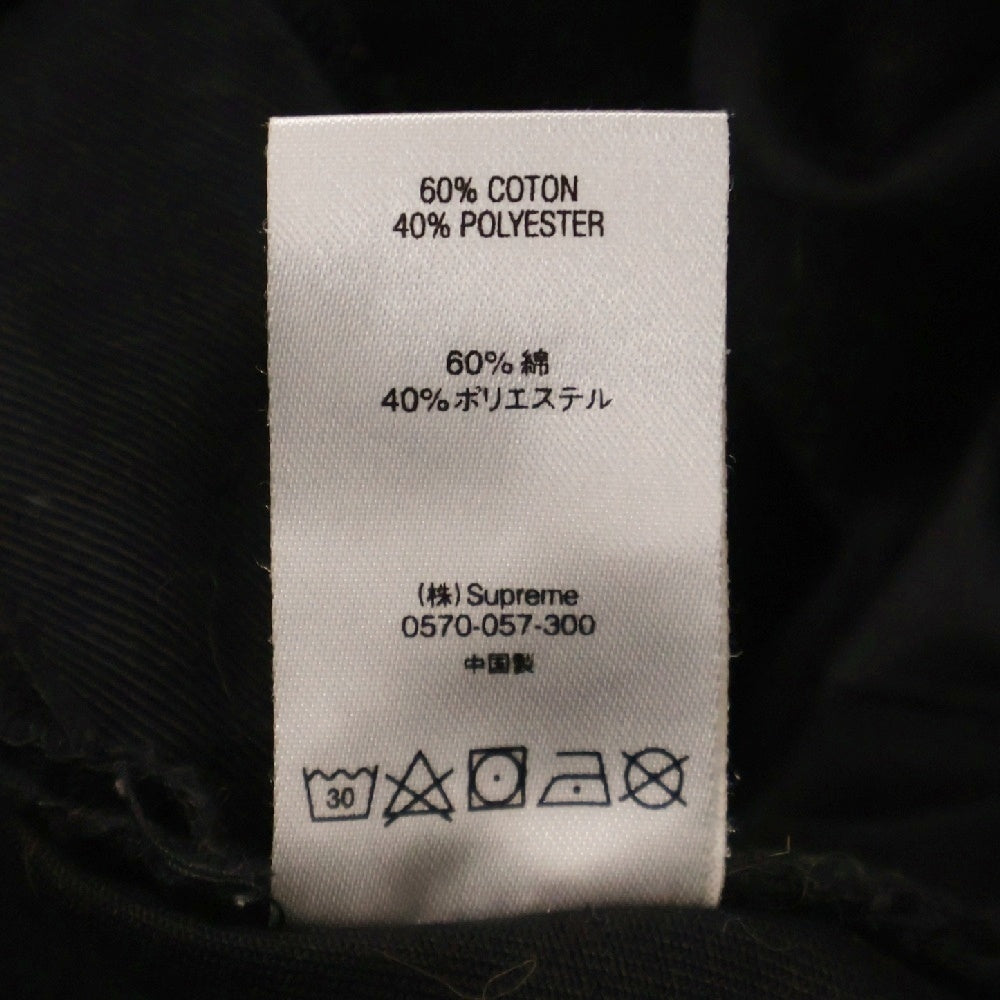 60% COTON
40% POLYESTER
60% 綿
40% ポリエステル
(株) Supreme
0570-057-300
中国製
30